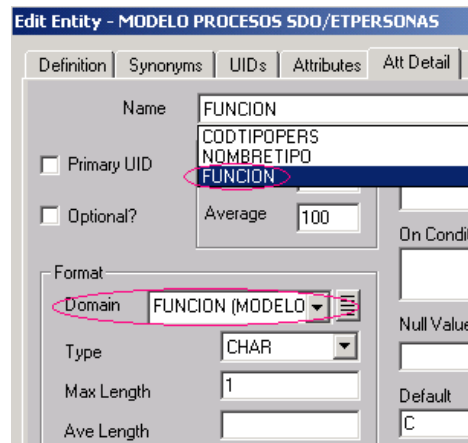 Edit Entity - MODELO PROCESOS SDO/ETPERSONAS
Definition Synonyms UIDs Attributes Att Detail
Name FUNCION
CODTIPOPERS
NOMBRETIPO
Primary UID FUNCION
Optional? Average 100
On Condit
Format
Domain FUNCION (MODELO
Null Value
Type CHAR
Max Length 1
Default
Ave Length C